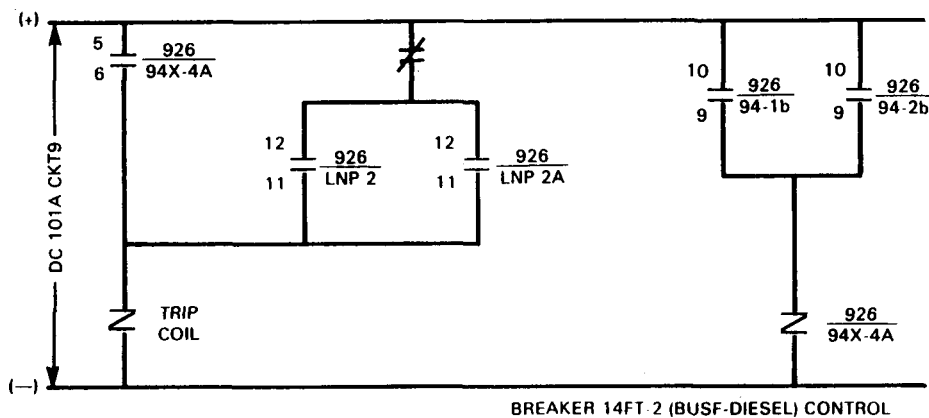 (+)
DC 101A CKT9
(—)
5
6
926
94X-4A
12
11
926
LNP 2
12
11
926
LNP 2A
TRIP
COIL
10
9
926
94-1b
10
9
926
94-2b
926
94X-4A
BREAKER 14FT-2 (BUSF-DIESEL) CONTROL